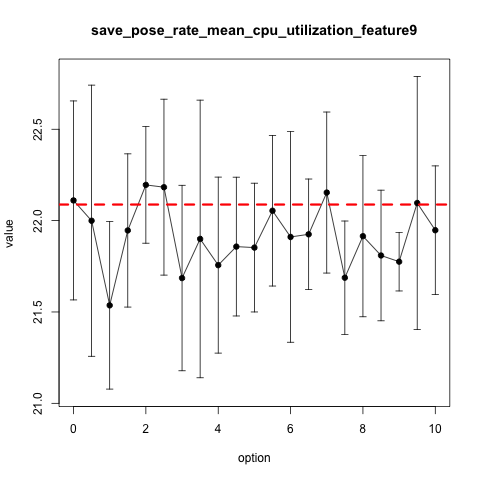 save_pose_rate_mean_cpu_utilization_feature9
value
22.5
22.0
21.5
21.0
0 2 4 6 8 10
option